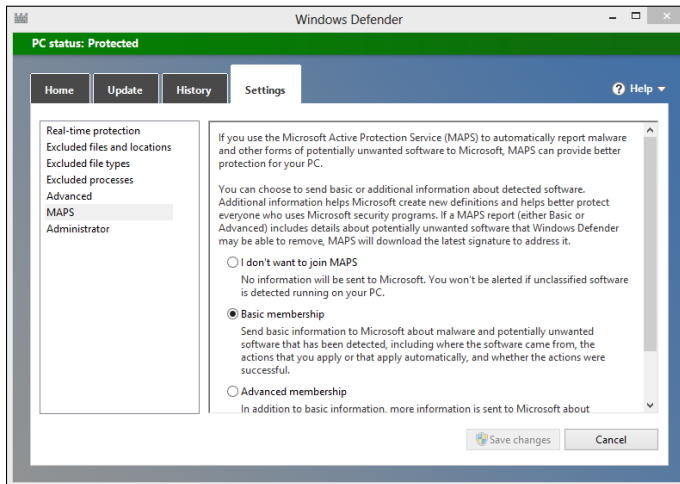 Windows Defender
PC status: Protected
Home
Update
History
Settings
Help
Real-time protection
Excluded files and locations
Excluded file types
Excluded processes
Advanced
MAPS
Administrator
If you use the Microsoft Active Protection Service (MAPS) to automatically report malware
and other forms of potentially unwanted software to Microsoft, MAPS can provide better
protection for your PC.
You can choose to send basic or additional information about detected software.
Additional information helps Microsoft create new definitions and helps better protect
everyone who uses Microsoft security programs. If a MAPS report (either Basic or
Advanced) includes details about potentially unwanted software that Windows Defender
may be able to remove, MAPS will download the latest signature to address it.
I don't want to join MAPS
No information will be sent to Microsoft. You won't be alerted if unclassified software
is detected running on your PC.
Basic membership
Send basic information to Microsoft about malware and potentially unwanted
software that has been detected, including where the software came from, the
actions that you apply or that apply automatically, and whether the actions were
successful.
Advanced membership
In addition to basic information, more information is sent to Microsoft about
Save changes
Cancel